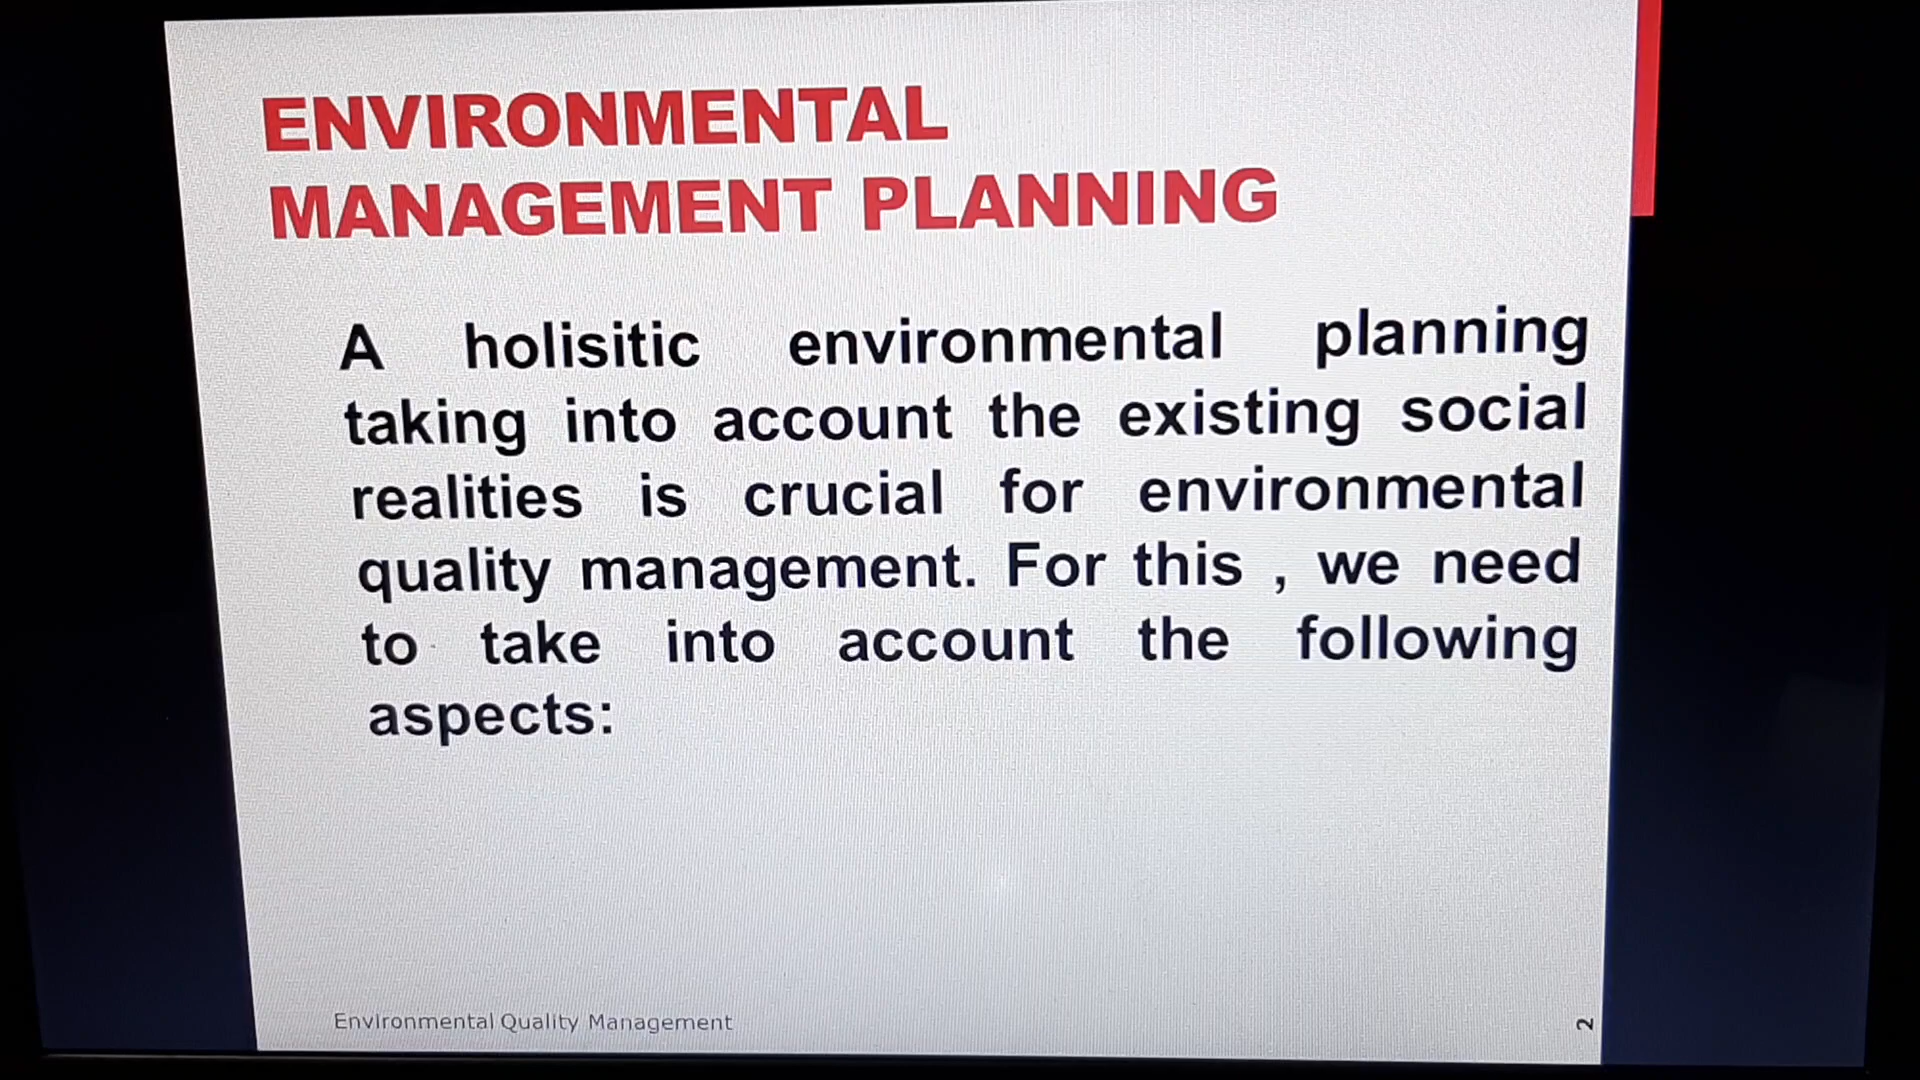 ENVIRONMENTAL
MANAGEMENT PLANNING
A holisitic environmental planning
taking into account the existing social
realities is crucial for environmental
quality management. For this , we need
to take into account the following
aspects:
Environmental Quality Management
2